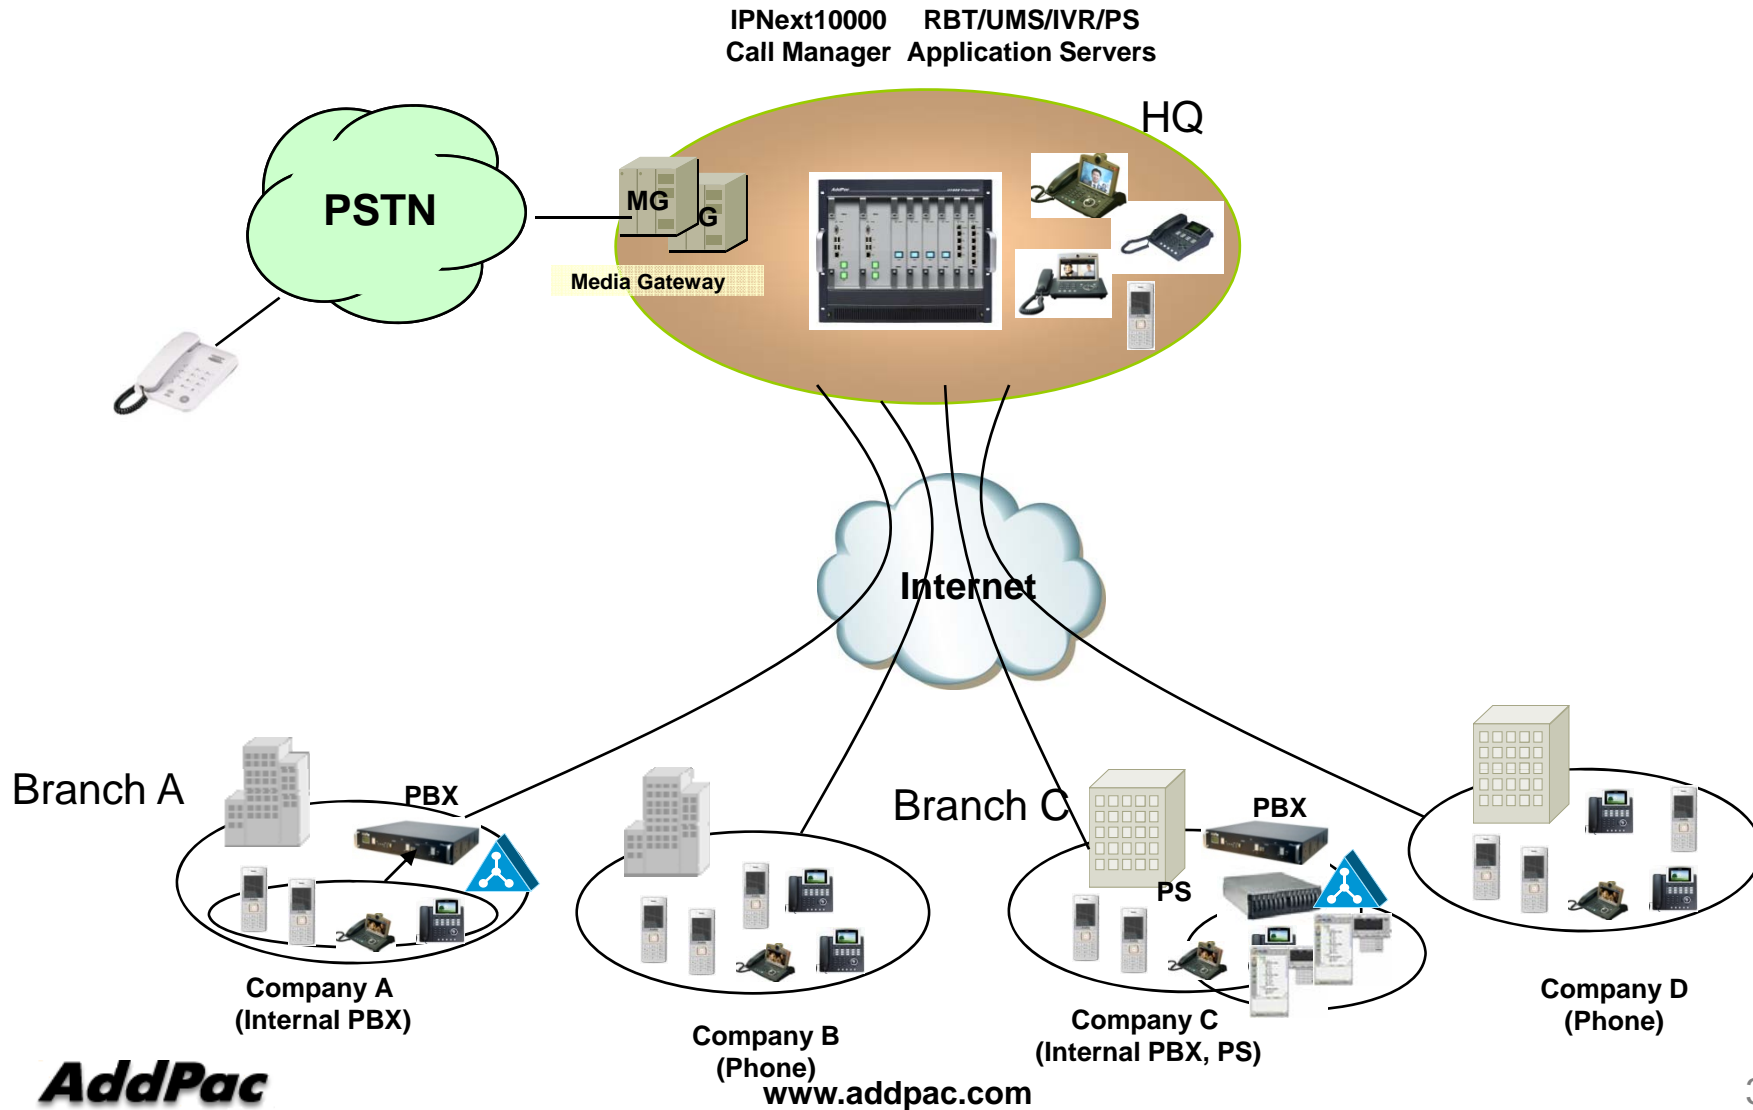 IPNext10000 RBT/UMS/IVR/PS
Call Manager Application Servers
HQ
PSTN
MG
G
Media Gateway
Internet
Branch A
PBX
Branch C
PBX
PS
Company A
(Internal PBX)
Company B
(Phone)
Company C
(Internal PBX, PS)
Company D
(Phone)
AddPac
www.addpac.com